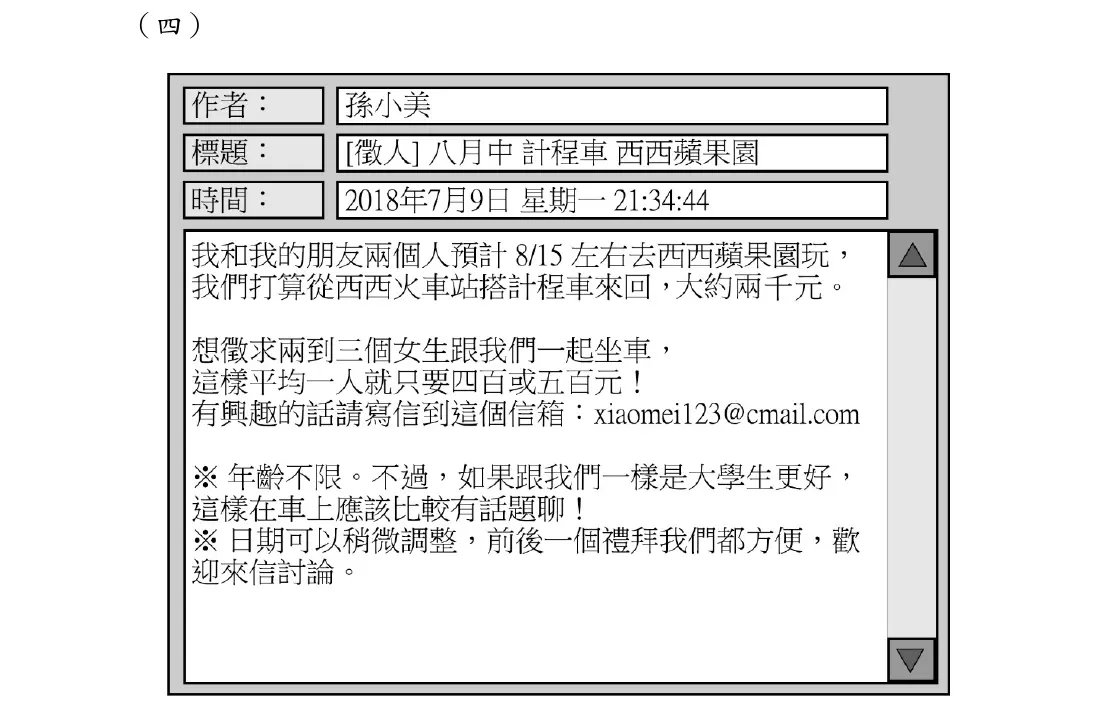 （四）
作者：
孫小美
標題：
[徵人] 八月中 計程車 西西蘋果園
時間：
2018年7月9日 星期一 21:34:44
我和我的朋友兩個人預計 8/15 左右去西西蘋果園玩，
我們打算從西西火車站搭計程車來回，大約兩千元。
想徵求兩到三個女生跟我們一起坐車，
這樣平均一人就只要四百或五百元！
有興趣的話請寫信到這個信箱：xiaomei123@cmail.com
※ 年齡不限。不過，如果跟我們一樣是大學生更好，
這樣在車上應該比較有話題聊！
※ 日期可以稍微調整，前後一個禮拜我們都方便，歡
迎來信討論。